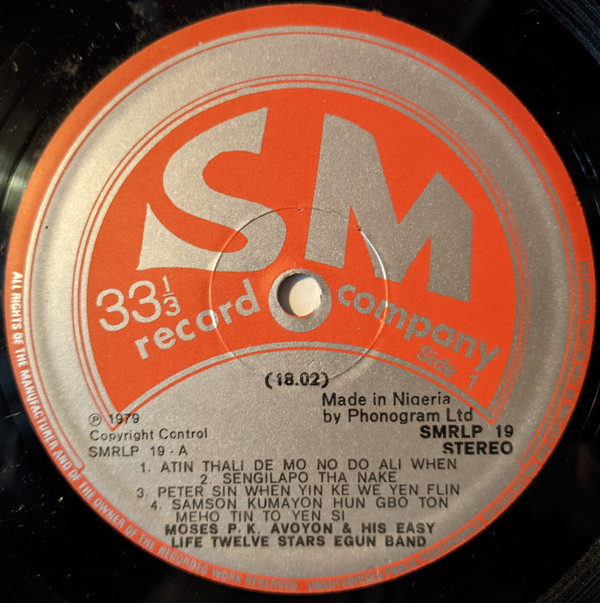 SM
33 1/3
record company
Side 1
(18.02)
Made in Nigeria
by Phonogram Ltd
℗ 1979
Copyright Control
SMRLP 19 · A
SMRLP 19
STEREO
1. ATIN THALI DE MO NO DO ALI WHEN
2. SENGILAPO THA NAKE
3. PETER SIN WHEN YIN KE WE YEN FLIN
4. SAMSON KUMAYON HUN GBO TON
MEHO TIN TO YEN SI
MOSES P. K. AVOYON & HIS EASY
LIFE TWELVE STARS EGUN BAND
ALL RIGHTS OF THE MANUFACTURER AND OF THE OWNER OF THE RECORDED WORK RESERVED. UNAUTHORISED